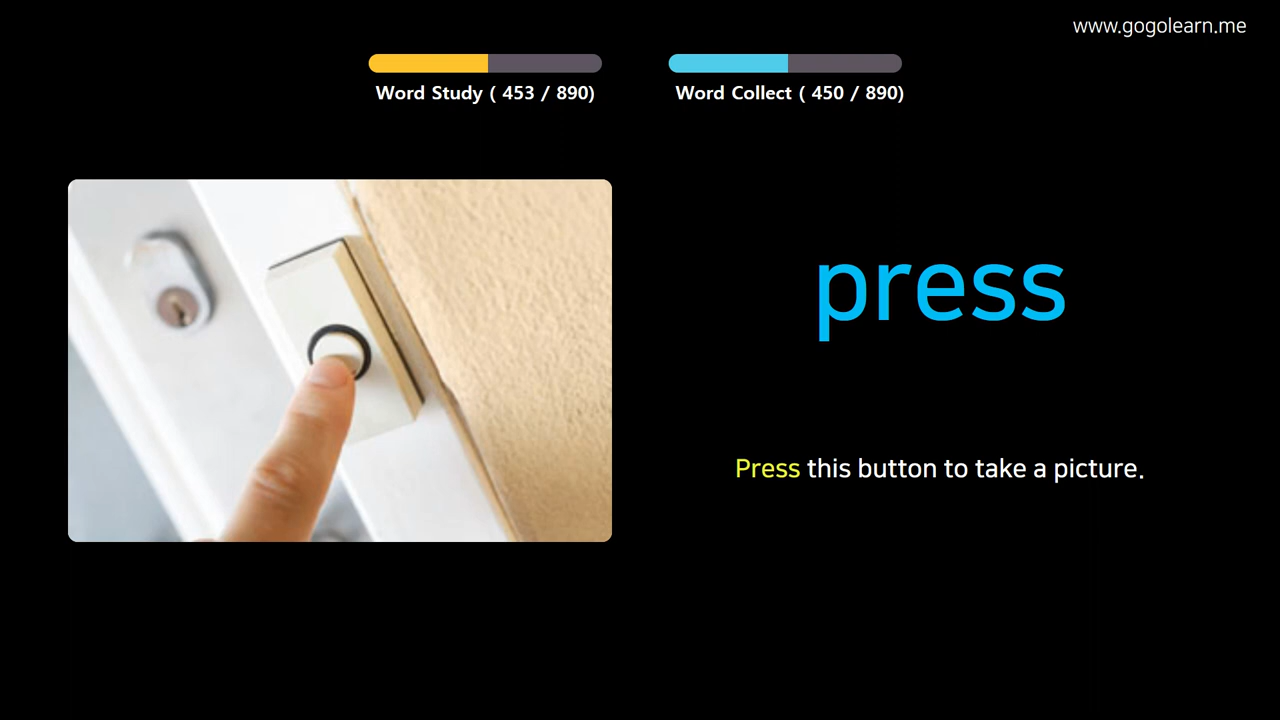 www.gogolearn.me
Word Study ( 453 / 890)
Word Collect ( 450 / 890)
press
Press this button to take a picture.